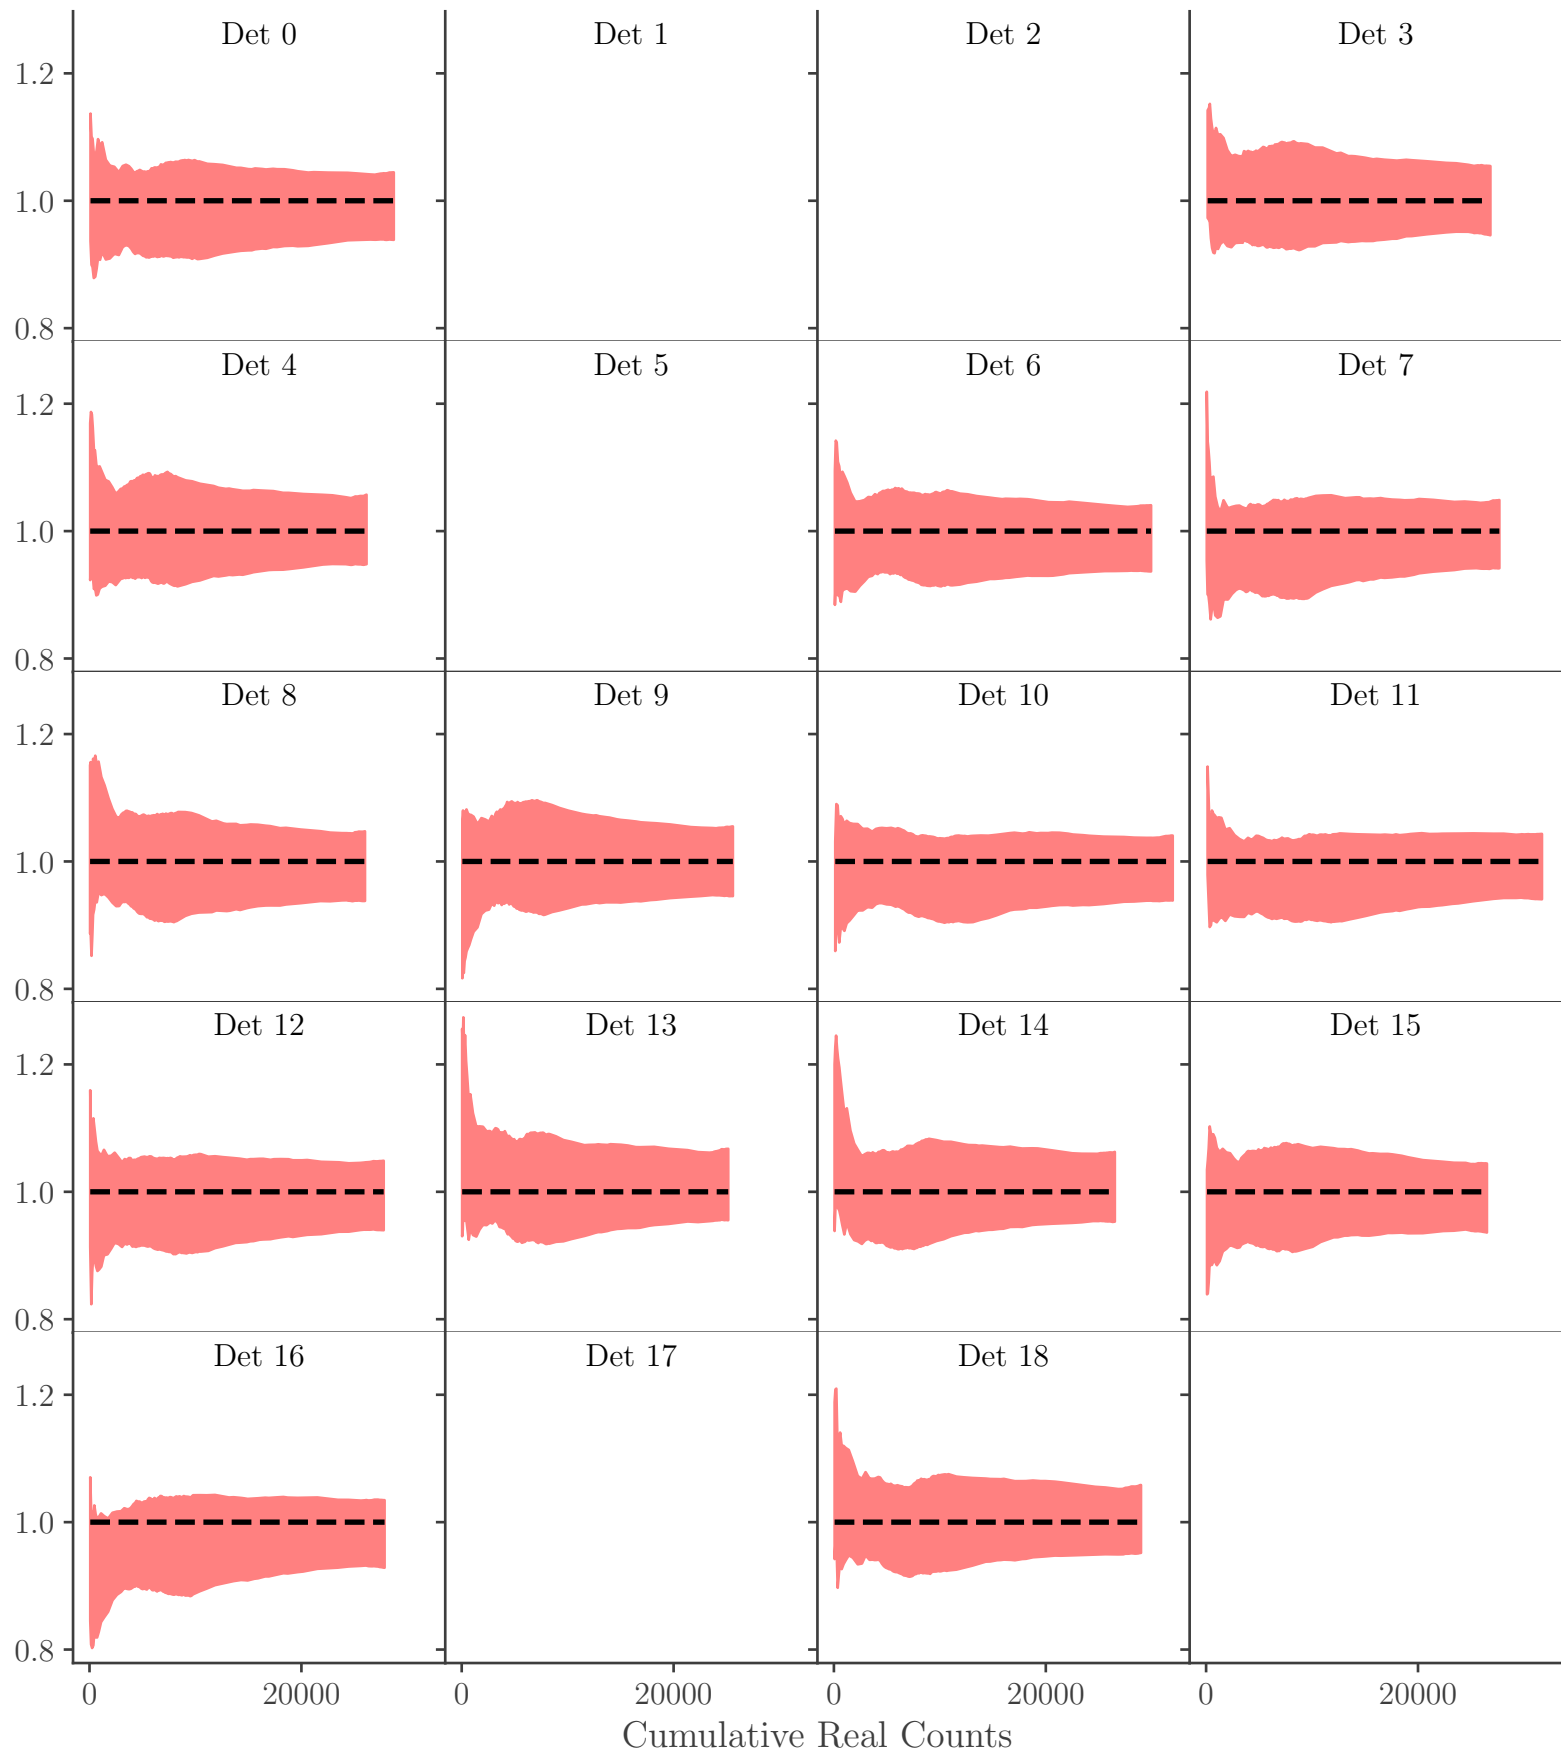 Det 0 Det 1 Det 2 Det 3
1.2
1.0
0.8
Det 4 Det 5 Det 6 Det 7
1.2
1.0
0.8
Det 8 Det 9 Det 10 Det 11
1.2
1.0
0.8
Det 12 Det 13 Det 14 Det 15
1.2
1.0
0.8
Det 16 Det 17 Det 18
1.2
1.0
0.8
0 20000 0 20000 0 20000 0 20000
Cumulative Real Counts